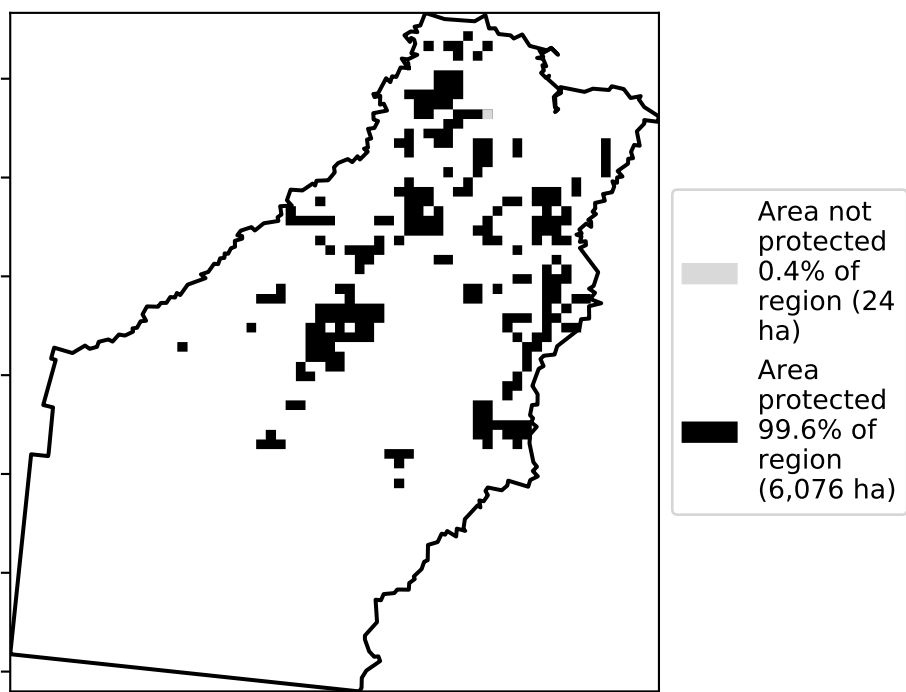 Area not
protected
0.4% of
region (24
ha)
Area
protected
99.6% of
region
(6,076 ha)